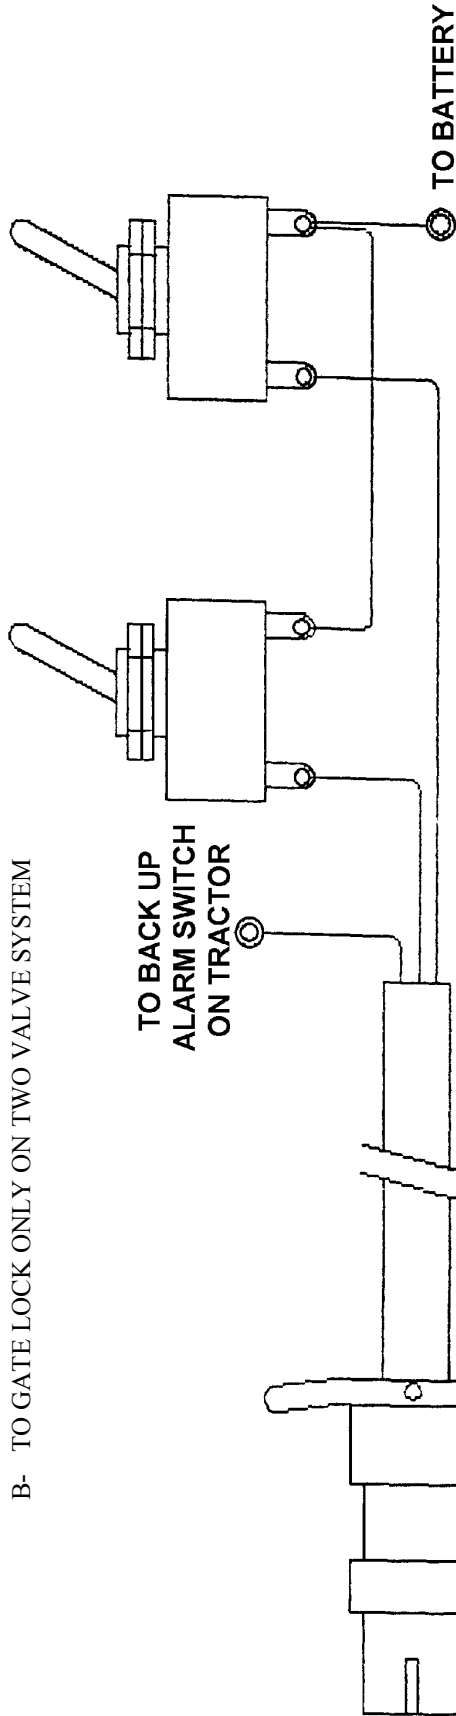 B- TO GATE LOCK ONLY ON TWO VALVE SYSTEM
TO BACK UP
ALARM SWITCH
ON TRACTOR
TO BATTERY